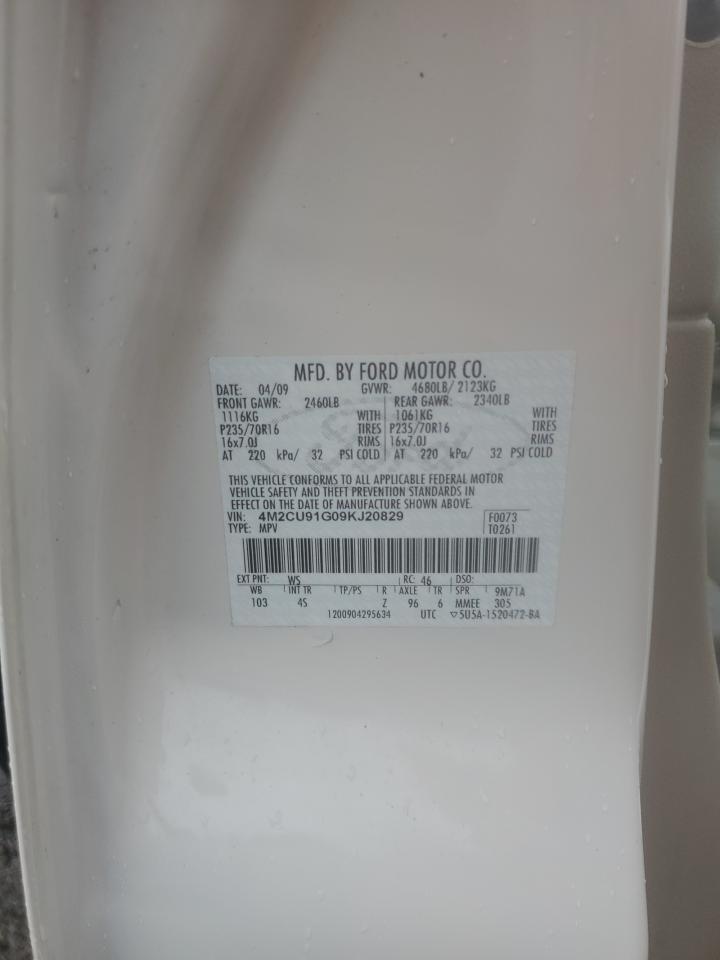 MFD. BY FORD MOTOR CO.
DATE: 04/09 GVWR: 4680LB/ 2123KG
FRONT GAWR: 2460LB REAR GAWR: 2340LB
1116KG WITH 1061KG WITH
P235/70R16 TIRES P235/70R16 TIRES
16x7.0J RIMS 16x7.0J RIMS
AT 220 kPa/ 32 PSI COLD AT 220 kPa/ 32 PSI COLD
THIS VEHICLE CONFORMS TO ALL APPLICABLE FEDERAL MOTOR
VEHICLE SAFETY AND THEFT PREVENTION STANDARDS IN
EFFECT ON THE DATE OF MANUFACTURE SHOWN ABOVE.
VIN: 4M2CU91G09KJ20829 F0073
TYPE: MPV T0261
EXT PNT: WS RC: 46 DSO:
WB INT TR TP/PS R AXLE TR SPR 9M71A
103 4S Z 96 6 MMEE 305
1200904295634 UTC ▽5U5A-1520472-BA